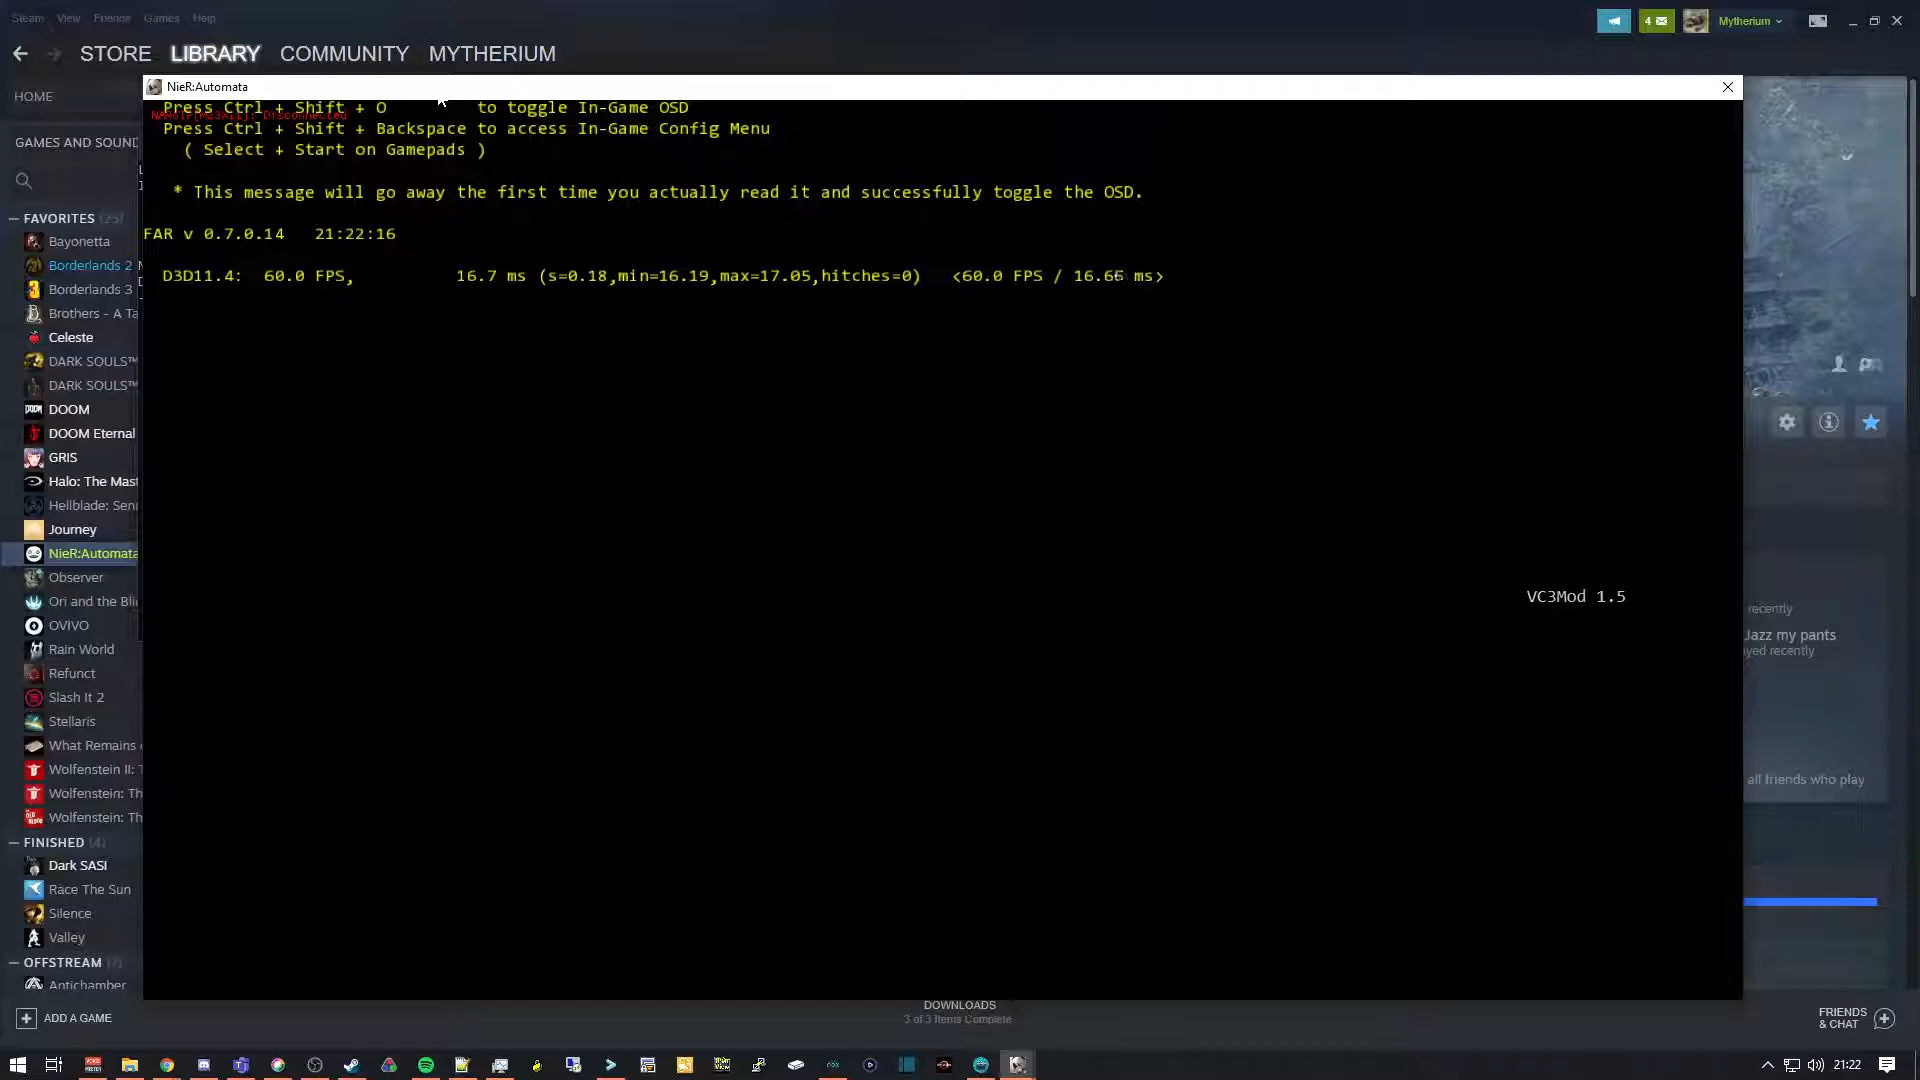 Steam View Friends Games Help
4
Mytherium
STORE LIBRARY COMMUNITY MYTHERIUM
HOME
NieR:Automata
Press Ctrl + Shift + O to toggle In-Game OSD
Disconnected
Press Ctrl + Shift + Backspace to access In-Game Config Menu
( Select + Start on Gamepads )
* This message will go away the first time you actually read it and successfully toggle the OSD.
FAR v 0.7.0.14 21:22:16
D3D11.4: 60.0 FPS, 16.7 ms (s=0.18,min=16.19,max=17.05,hitches=0) <60.0 FPS / 16.66 ms>
VC3Mod 1.5
GAMES AND SOUND
FAVORITES (25)
Bayonetta
Borderlands 2
Borderlands 3
Brothers - A Ta
Celeste
DARK SOULS™
DARK SOULS™
DOOM
DOOM Eternal
GRIS
Halo: The Mast
Hellblade: Senu
Journey
NieR:Automata
Observer
Ori and the Bli
OVIVO
Rain World
Refunct
Slash It 2
Stellaris
What Remains
Wolfenstein II: T
Wolfenstein: Th
Wolfenstein: Th
FINISHED (4)
Dark SASI
Race The Sun
Silence
Valley
OFFSTREAM (7)
Antichamber
recently
Jazz my pants
yed recently
all friends who play
ADD A GAME
DOWNLOADS
3 of 3 Items Complete
FRIENDS
& CHAT
21:22